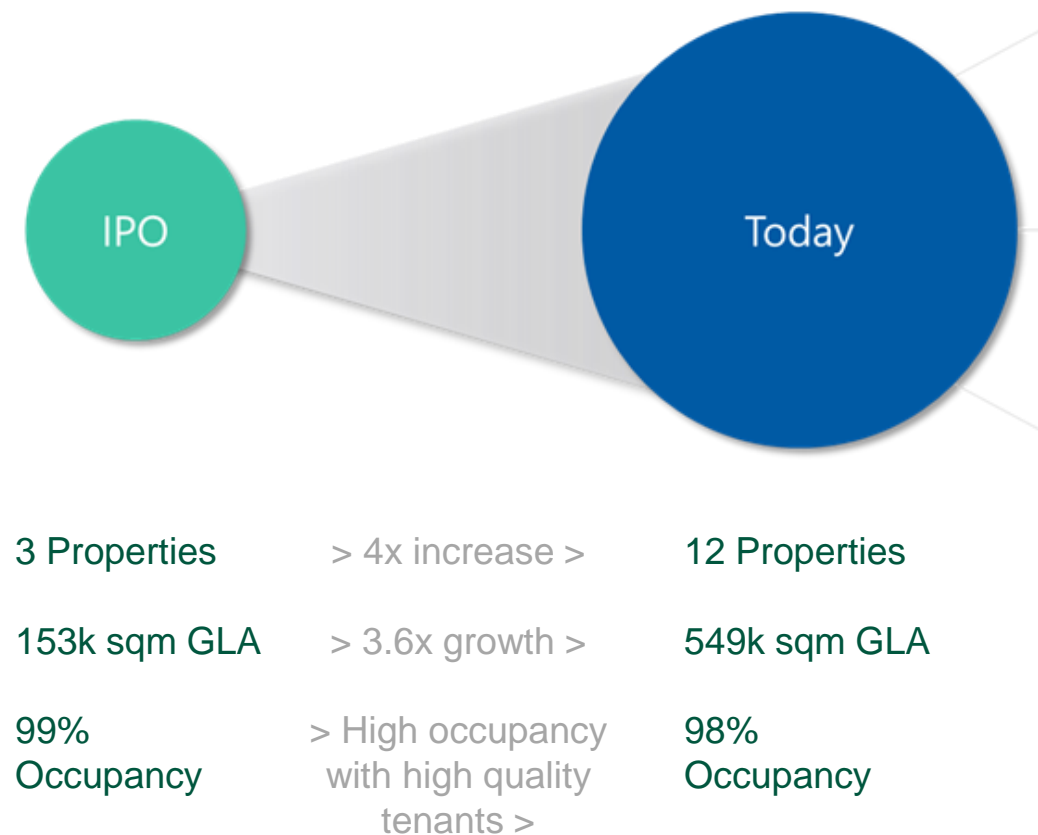 IPO
Today
3 Properties > 4x increase > 12 Properties
153k sqm GLA > 3.6x growth > 549k sqm GLA
99%
Occupancy
> High occupancy
with high quality
tenants >
98%
Occupancy